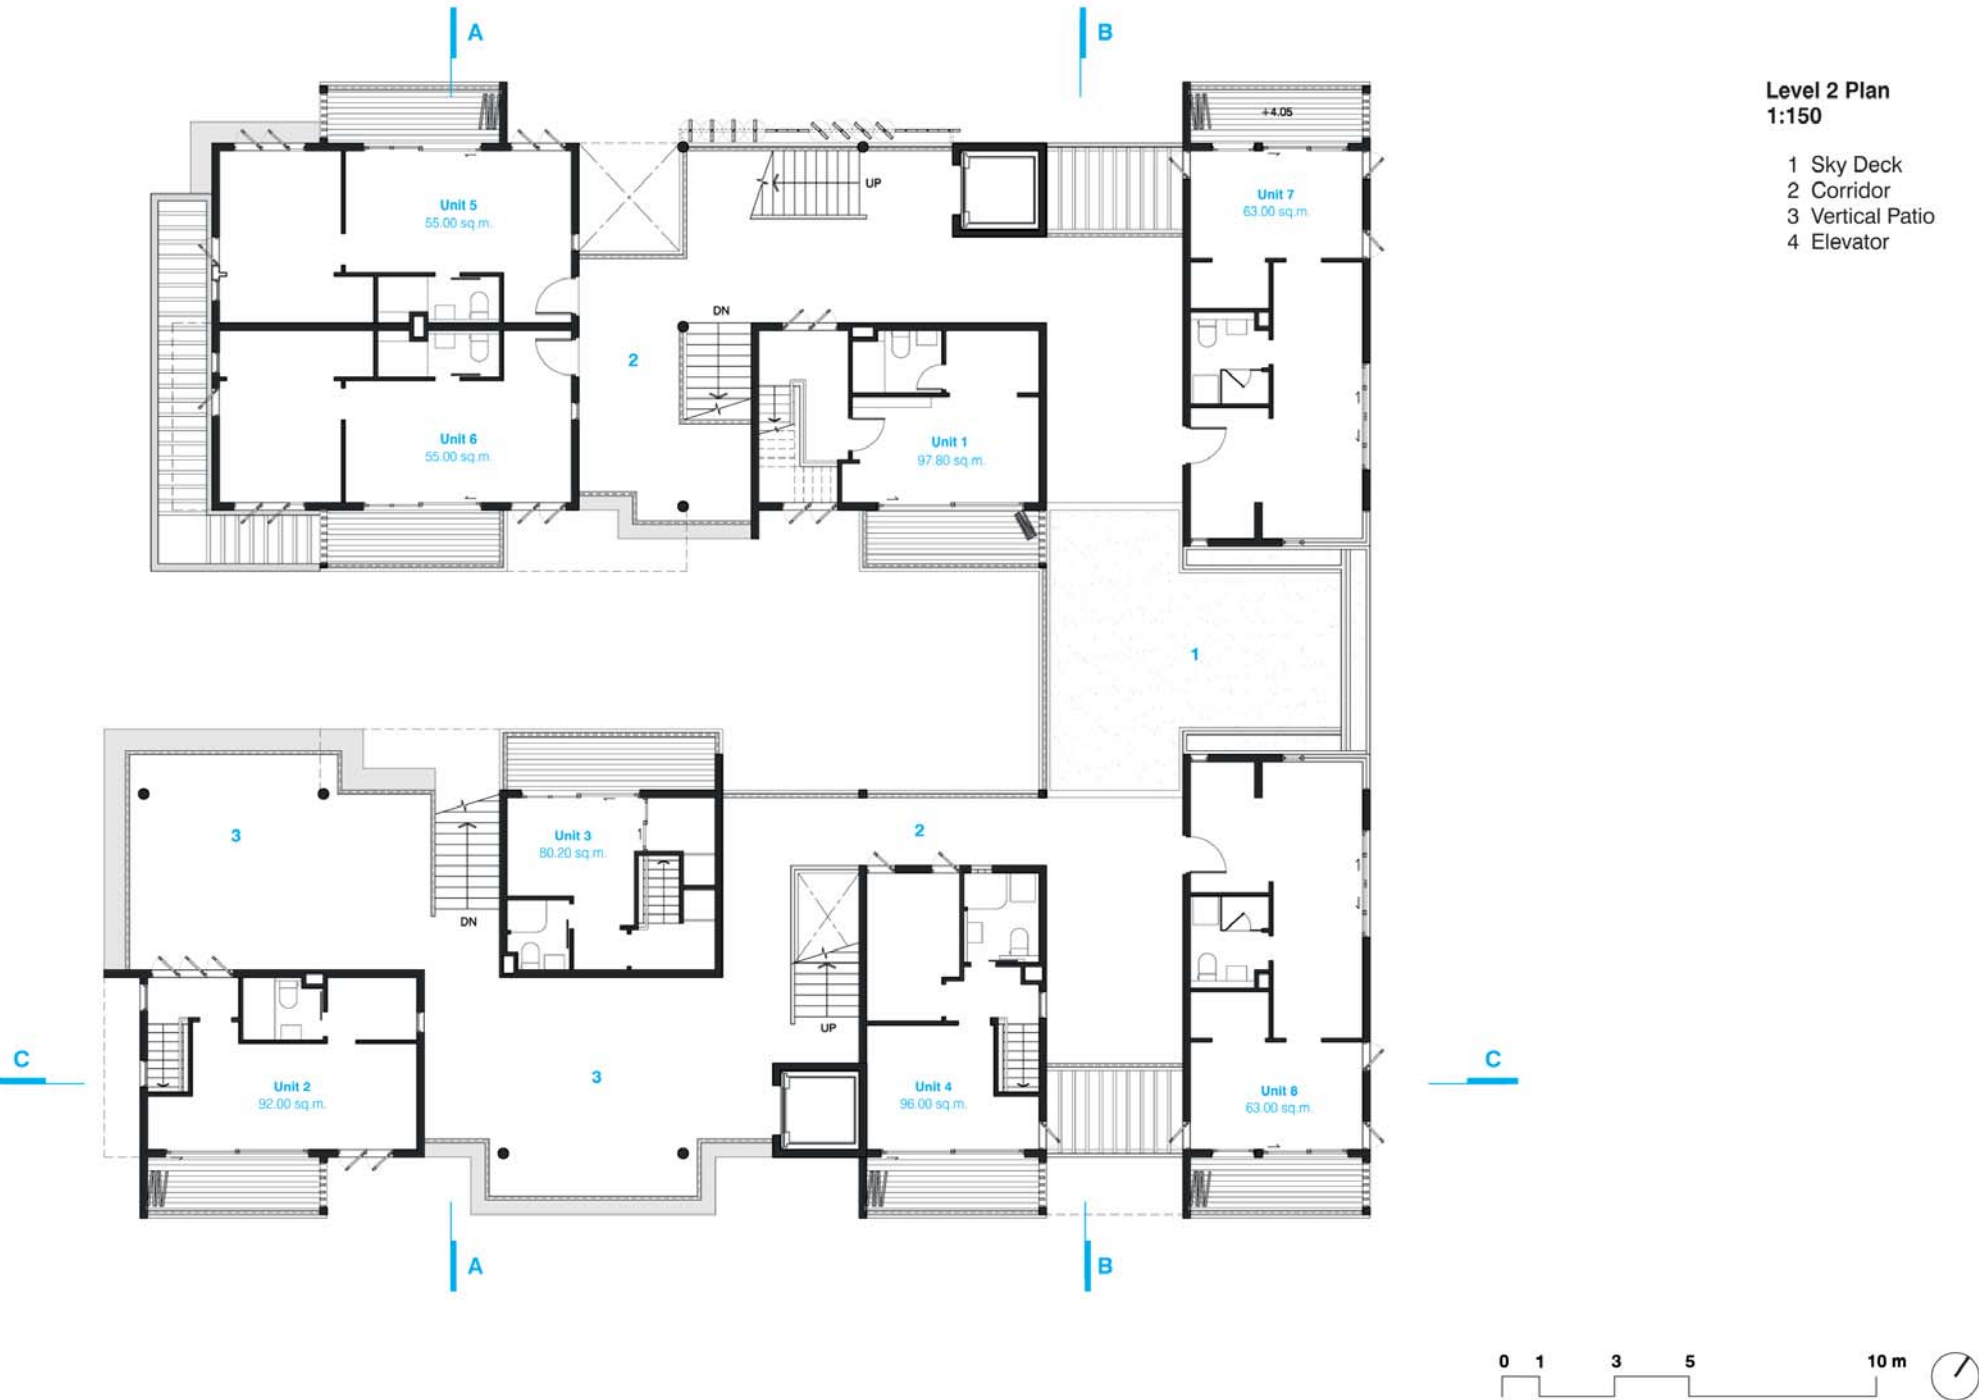 A
B
Level 2 Plan
1:150
1 Sky Deck
2 Corridor
3 Vertical Patio
4 Elevator
+4.05
UP
Unit 5
55.00 sq.m.
Unit 7
63.00 sq.m.
DN
2
Unit 6
55.00 sq.m.
Unit 1
97.80 sq.m.
1
3
Unit 3
80.20 sq.m.
2
DN
UP
C
C
3
Unit 2
92.00 sq.m.
Unit 4
96.00 sq.m.
Unit 8
63.00 sq.m.
A
B
0 1 3 5 10 m